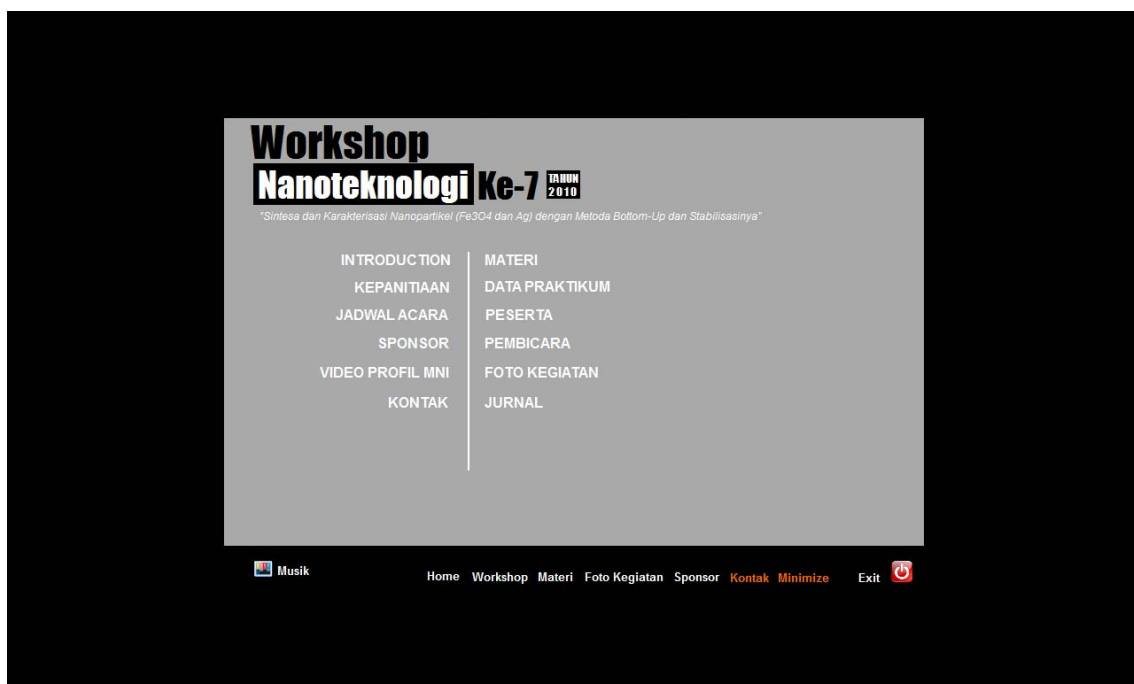 Workshop
Nanoteknologi Ke-7 TAHUN 2010
"Sintesa dan Karakterisasi Nanopartikel (Fe3O4 dan Ag) dengan Metoda Bottom-Up dan Stabilisasinya"
INTRODUCTION
KEPANITIAAN
JADWAL ACARA
SPONSOR
VIDEO PROFIL MNI
KONTAK
MATERI
DATA PRAKTIKUM
PESERTA
PEMBICARA
FOTO KEGIATAN
JURNAL
Musik
Home Workshop Materi Foto Kegiatan Sponsor Kontak Minimize Exit